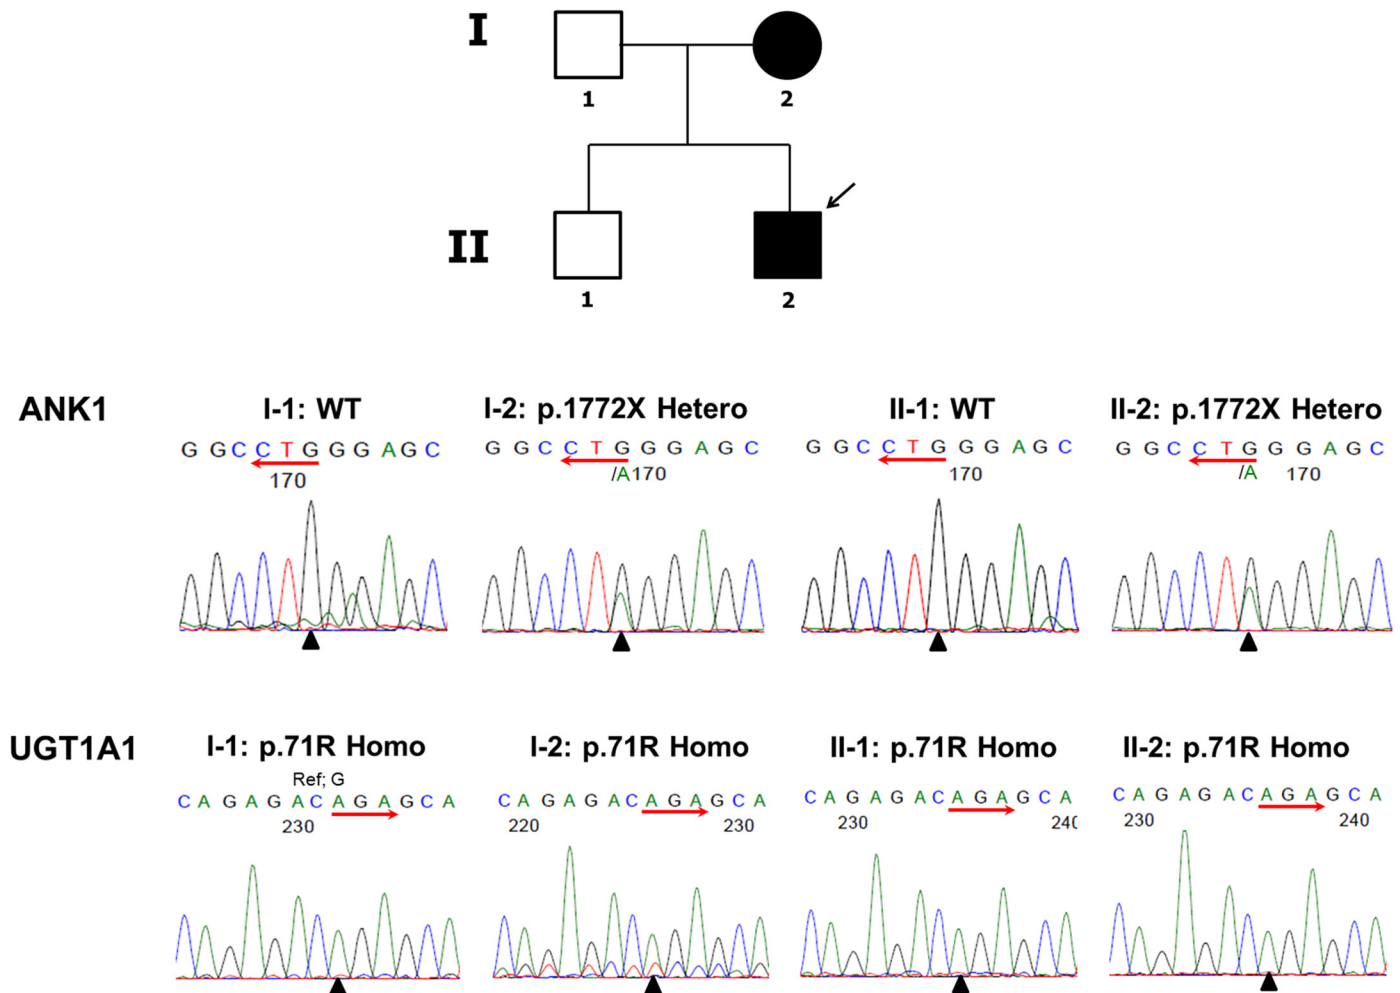 I
1 2
II
1 2
ANK1
I-1: WT
G G C C T G G G A G C
170
I-2: p.1772X Hetero
G G C C T G G G A G C
/A 170
II-1: WT
G G C C T G G G A G C
170
II-2: p.1772X Hetero
G G C C T G G G A G C
/A 170
UGT1A1
I-1: p.71R Homo
Ref; G
C A G A G A C A G A G C A
230
I-2: p.71R Homo
C A G A G A C A G A G C A
220 230
II-1: p.71R Homo
C A G A G A C A G A G C A
230 240
II-2: p.71R Homo
C A G A G A C A G A G C A
230 240